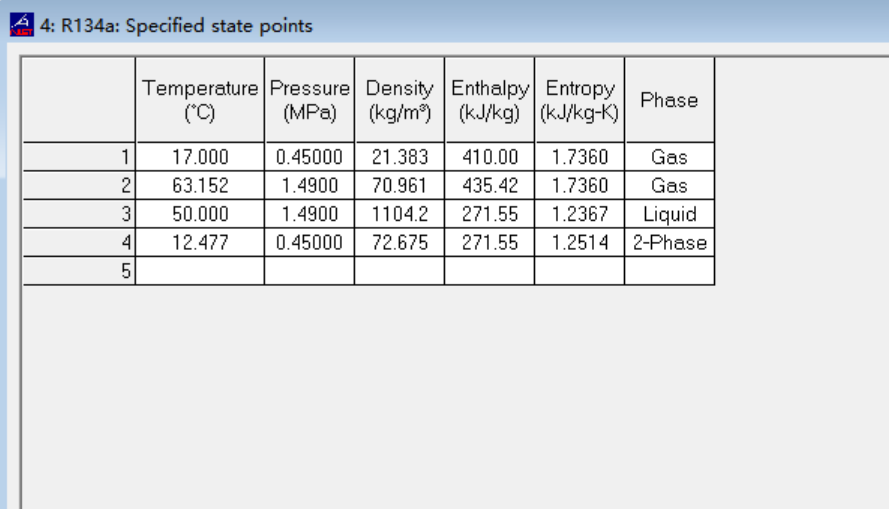 4: R134a: Specified state points
Temperature (°C) Pressure (MPa) Density (kg/m³) Enthalpy (kJ/kg) Entropy (kJ/kg-K) Phase
1 17.000 0.45000 21.383 410.00 1.7360 Gas
2 63.152 1.4900 70.961 435.42 1.7360 Gas
3 50.000 1.4900 1104.2 271.55 1.2367 Liquid
4 12.477 0.45000 72.675 271.55 1.2514 2-Phase
5